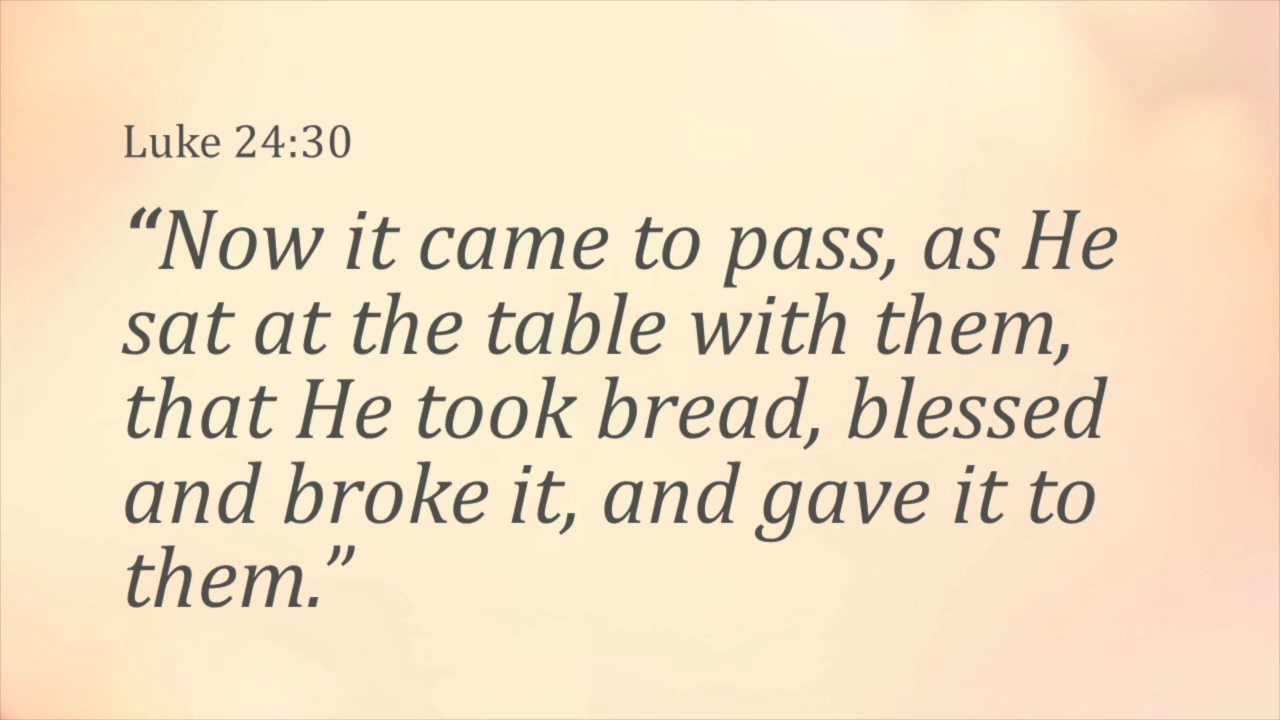 Luke 24:30
“Now it came to pass, as He
sat at the table with them,
that He took bread, blessed
and broke it, and gave it to
them.”